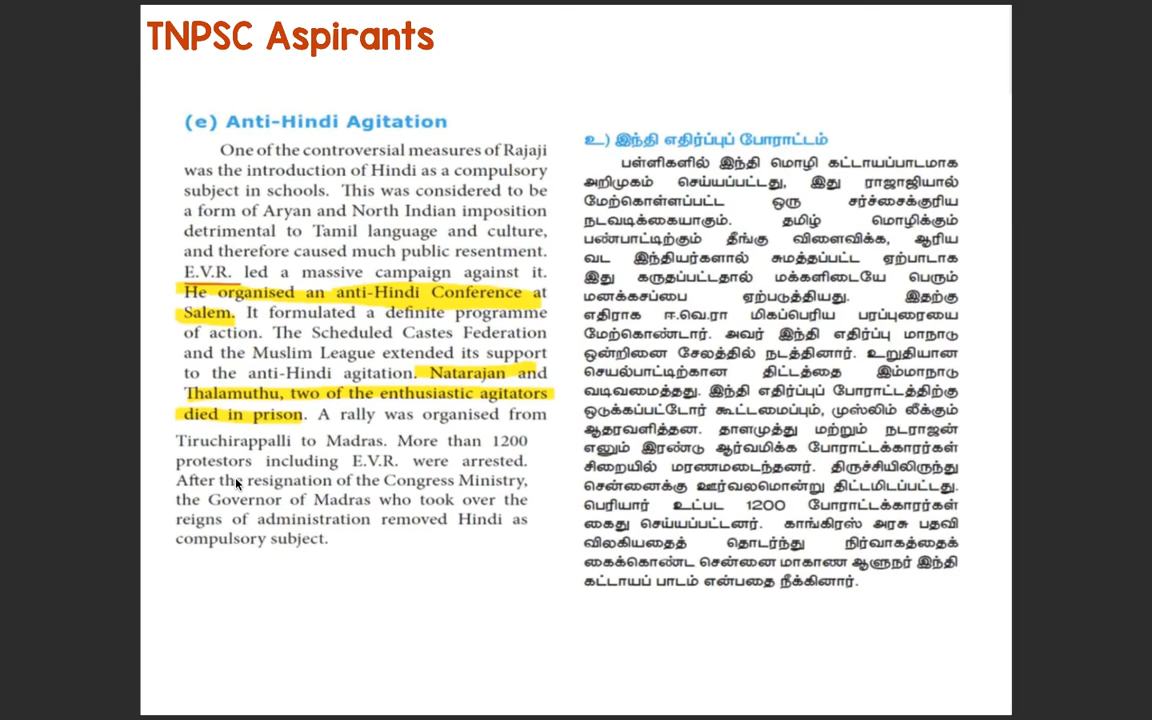 TNPSC Aspirants
(e) Anti-Hindi Agitation
One of the controversial measures of Rajaji
was the introduction of Hindi as a compulsory
subject in schools. This was considered to be
a form of Aryan and North Indian imposition
detrimental to Tamil language and culture,
and therefore caused much public resentment.
E.V.R. led a massive campaign against it.
He organised an anti-Hindi Conference at
Salem. It formulated a definite programme
of action. The Scheduled Castes Federation
and the Muslim League extended its support
to the anti-Hindi agitation. Natarajan and
Thalamuthu, two of the enthusiastic agitators
died in prison. A rally was organised from
Tiruchirappalli to Madras. More than 1200
protestors including E.V.R. were arrested.
After the resignation of the Congress Ministry,
the Governor of Madras who took over the
reigns of administration removed Hindi as
compulsory subject.
உ) இந்தி எதிர்ப்புப் போராட்டம்
பள்ளிகளில் இந்தி மொழி கட்டாயப்பாடமாக
அறிமுகம் செய்யப்பட்டது, இது ராஜாஜியால்
மேற்கொள்ளப்பட்ட ஒரு சர்ச்சைக்குரிய
நடவடிக்கையாகும். தமிழ் மொழிக்கும்
பண்பாட்டிற்கும் தீங்கு விளைவிக்க, ஆரிய
வட இந்தியர்களால் சுமத்தப்பட்ட ஏற்பாடாக
இது கருதப்பட்டதால் மக்களிடையே பெரும்
மனக்கசப்பை ஏற்படுத்தியது. இதற்கு
எதிராக ஈ.வெ.ரா மிகப்பெரிய பரப்புரையை
மேற்கொண்டார். அவர் இந்தி எதிர்ப்பு மாநாடு
ஒன்றினை சேலத்தில் நடத்தினார். உறுதியான
செயல்பாட்டிற்கான திட்டத்தை இம்மாநாடு
வடிவமைத்தது. இந்தி எதிர்ப்புப் போராட்டத்திற்கு
ஒடுக்கப்பட்டோர் கூட்டமைப்பும், முஸ்லிம் லீக்கும்
ஆதரவளித்தன. தாளமுத்து மற்றும் நடராஜன்
எனும் இரண்டு ஆர்வமிக்க போராட்டக்காரர்கள்
சிறையில் மரணமடைந்தனர். திருச்சியிலிருந்து
சென்னைக்கு ஊர்வலமொன்று திட்டமிடப்பட்டது.
பெரியார் உட்பட 1200 போராட்டக்காரர்கள்
கைது செய்யப்பட்டனர். காங்கிரஸ் அரசு பதவி
விலகியதைத் தொடர்ந்து நிர்வாகத்தைக்
கைக்கொண்ட சென்னை மாகாண ஆளுநர் இந்தி
கட்டாயப் பாடம் என்பதை நீக்கினார்.